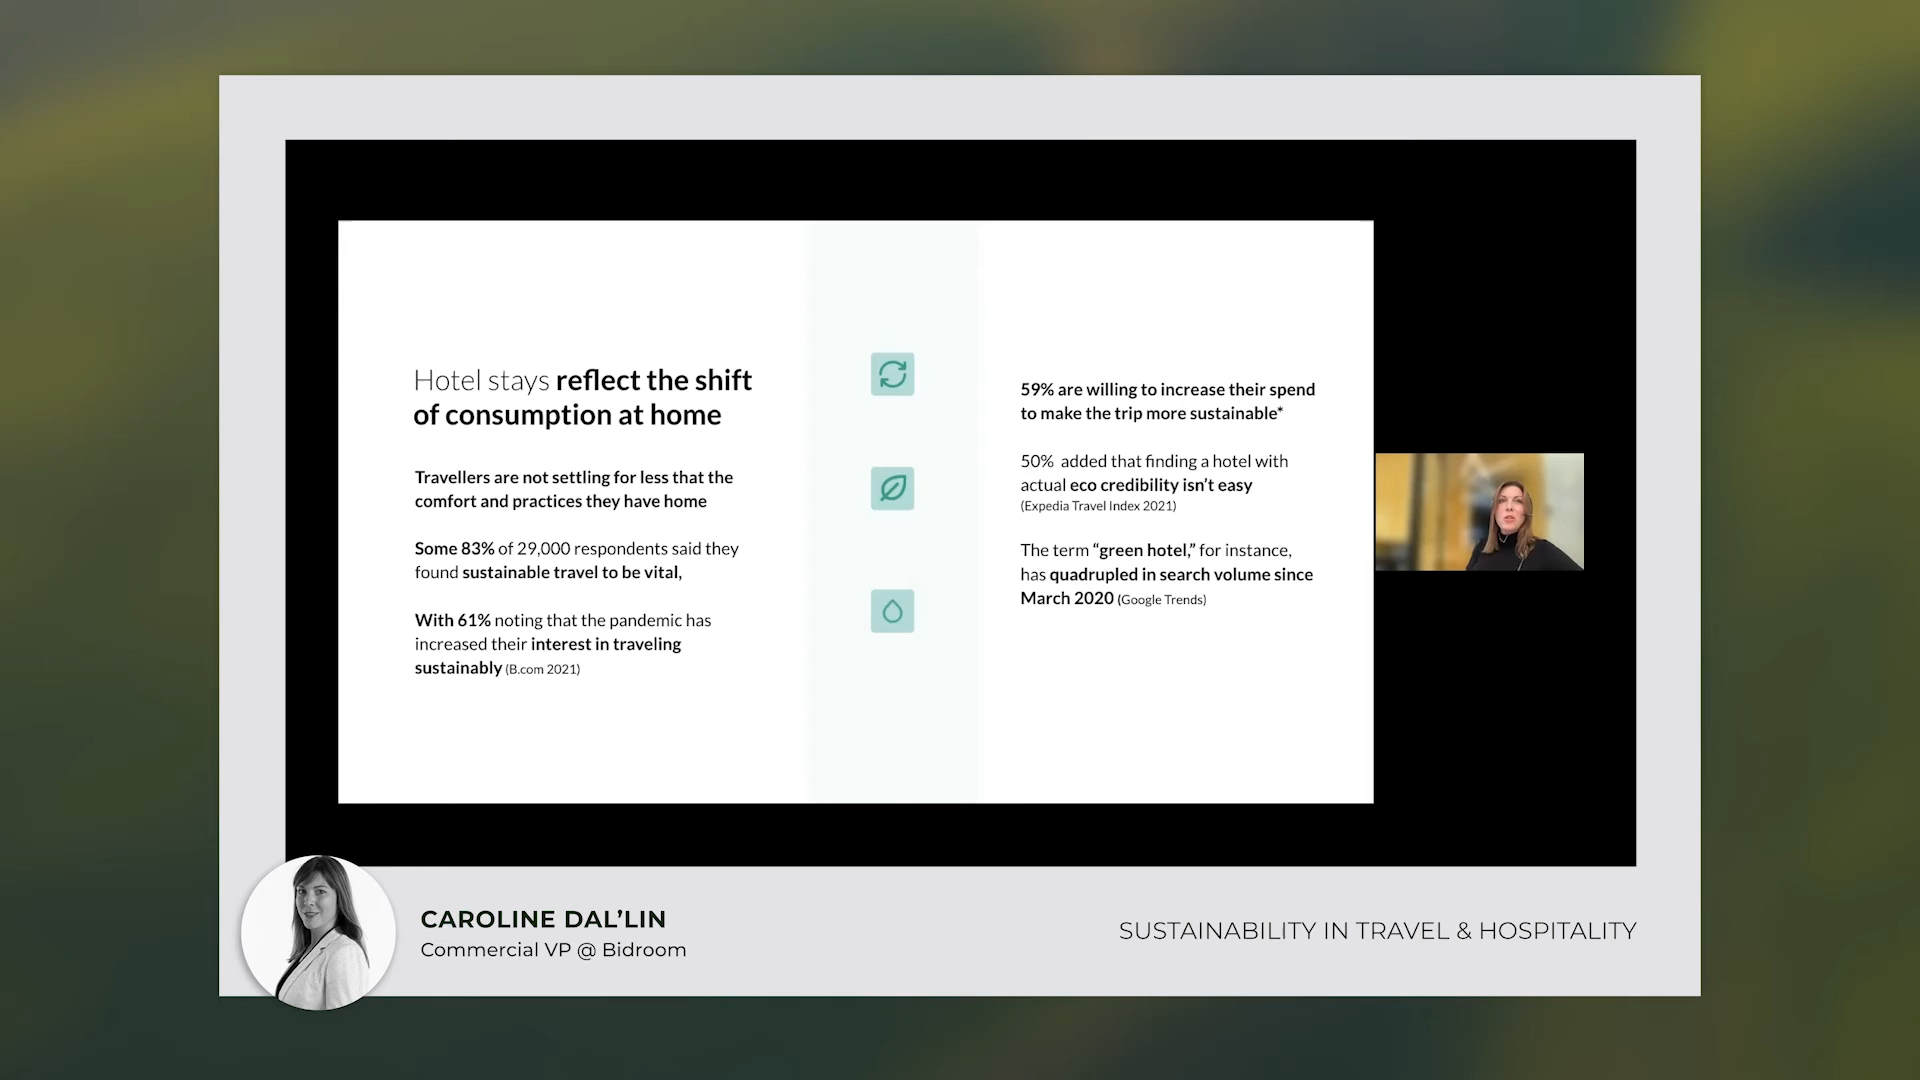 Hotel stays reflect the shift
of consumption at home
Travellers are not settling for less that the
comfort and practices they have home
Some 83% of 29,000 respondents said they
found sustainable travel to be vital,
With 61% noting that the pandemic has
increased their interest in traveling
sustainably (B.com 2021)
59% are willing to increase their spend
to make the trip more sustainable*
50% added that finding a hotel with
actual eco credibility isn’t easy
(Expedia Travel Index 2021)
The term “green hotel,” for instance,
has quadrupled in search volume since
March 2020 (Google Trends)
CAROLINE DAL’LIN
Commercial VP @ Bidroom
SUSTAINABILITY IN TRAVEL & HOSPITALITY